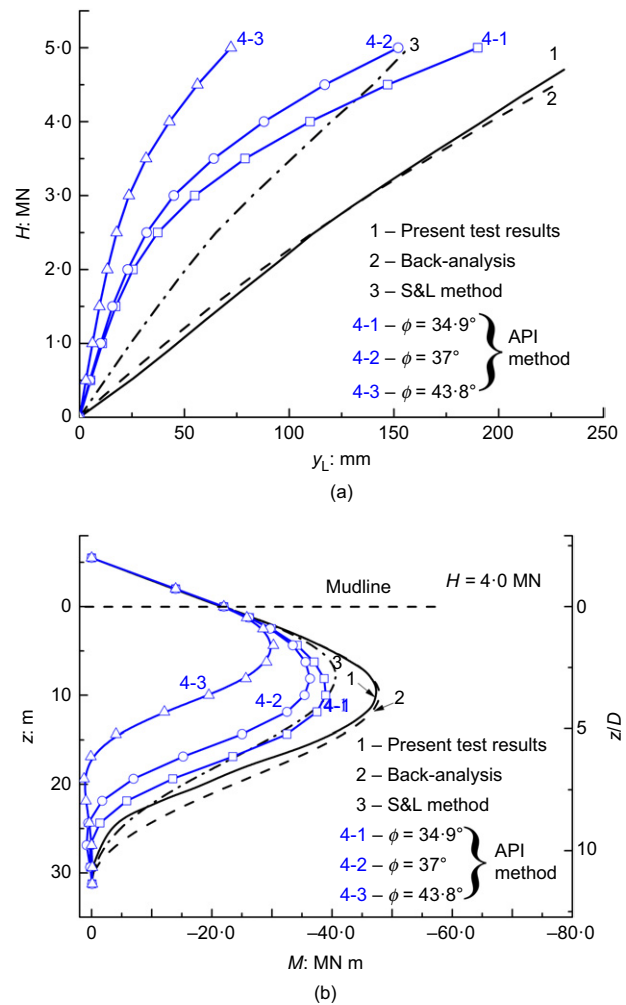 4-3
4-2
3
4-1
1
2
5·0
4·0
3·0
2·0
1·0
0
H: MN
1 – Present test results
2 – Back-analysis
3 – S&L method
4-1 – ϕ = 34·9°
4-2 – ϕ = 37°
4-3 – ϕ = 43·8°
API
method
0 50 100 150 200 250
yL: mm
(a)
Mudline
H = 4·0 MN
0
10
20
30
z: m
0
5
10
z/D
4-3
4-2
4-1
3
1
2
1 – Present test results
2 – Back-analysis
3 – S&L method
4-1 – ϕ = 34·9°
4-2 – ϕ = 37°
4-3 – ϕ = 43·8°
API
method
0 –20·0 –40·0 –60·0 –80·0
M: MN m
(b)